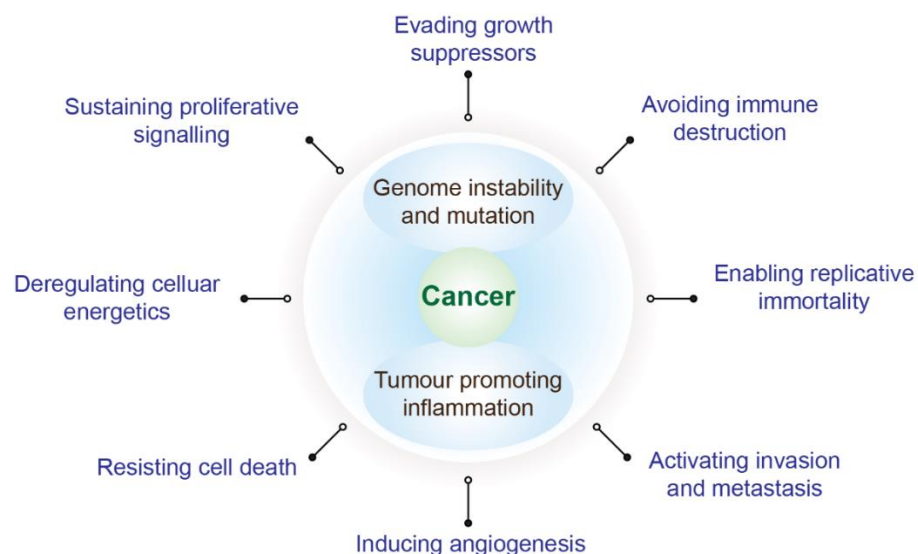 Evading growth
suppressors
Sustaining proliferative
signalling
Avoiding immune
destruction
Genome instability
and mutation
Deregulating celluar
energetics
Cancer
Enabling replicative
immortality
Tumour promoting
inflammation
Resisting cell death
Activating invasion
and metastasis
Inducing angiogenesis